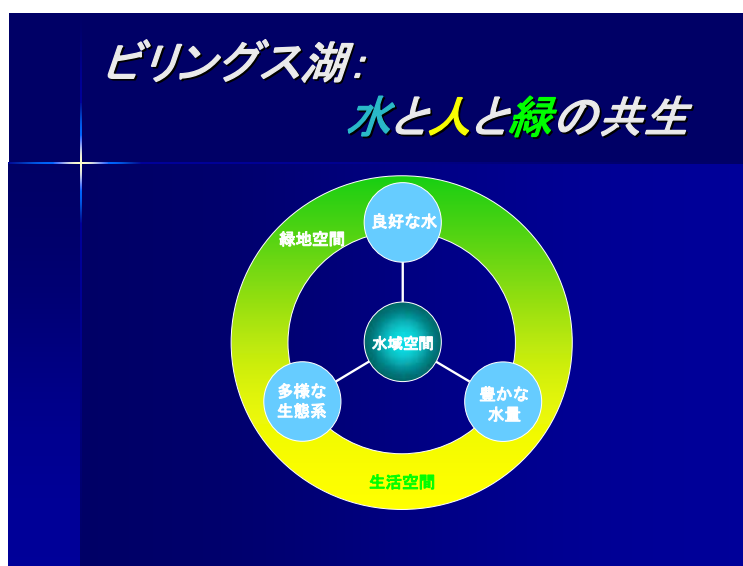 ビリングス湖：
水と人と緑の共生
良好な水
緑地空間
水域空間
多様な
生態系
豊かな
水量
生活空間